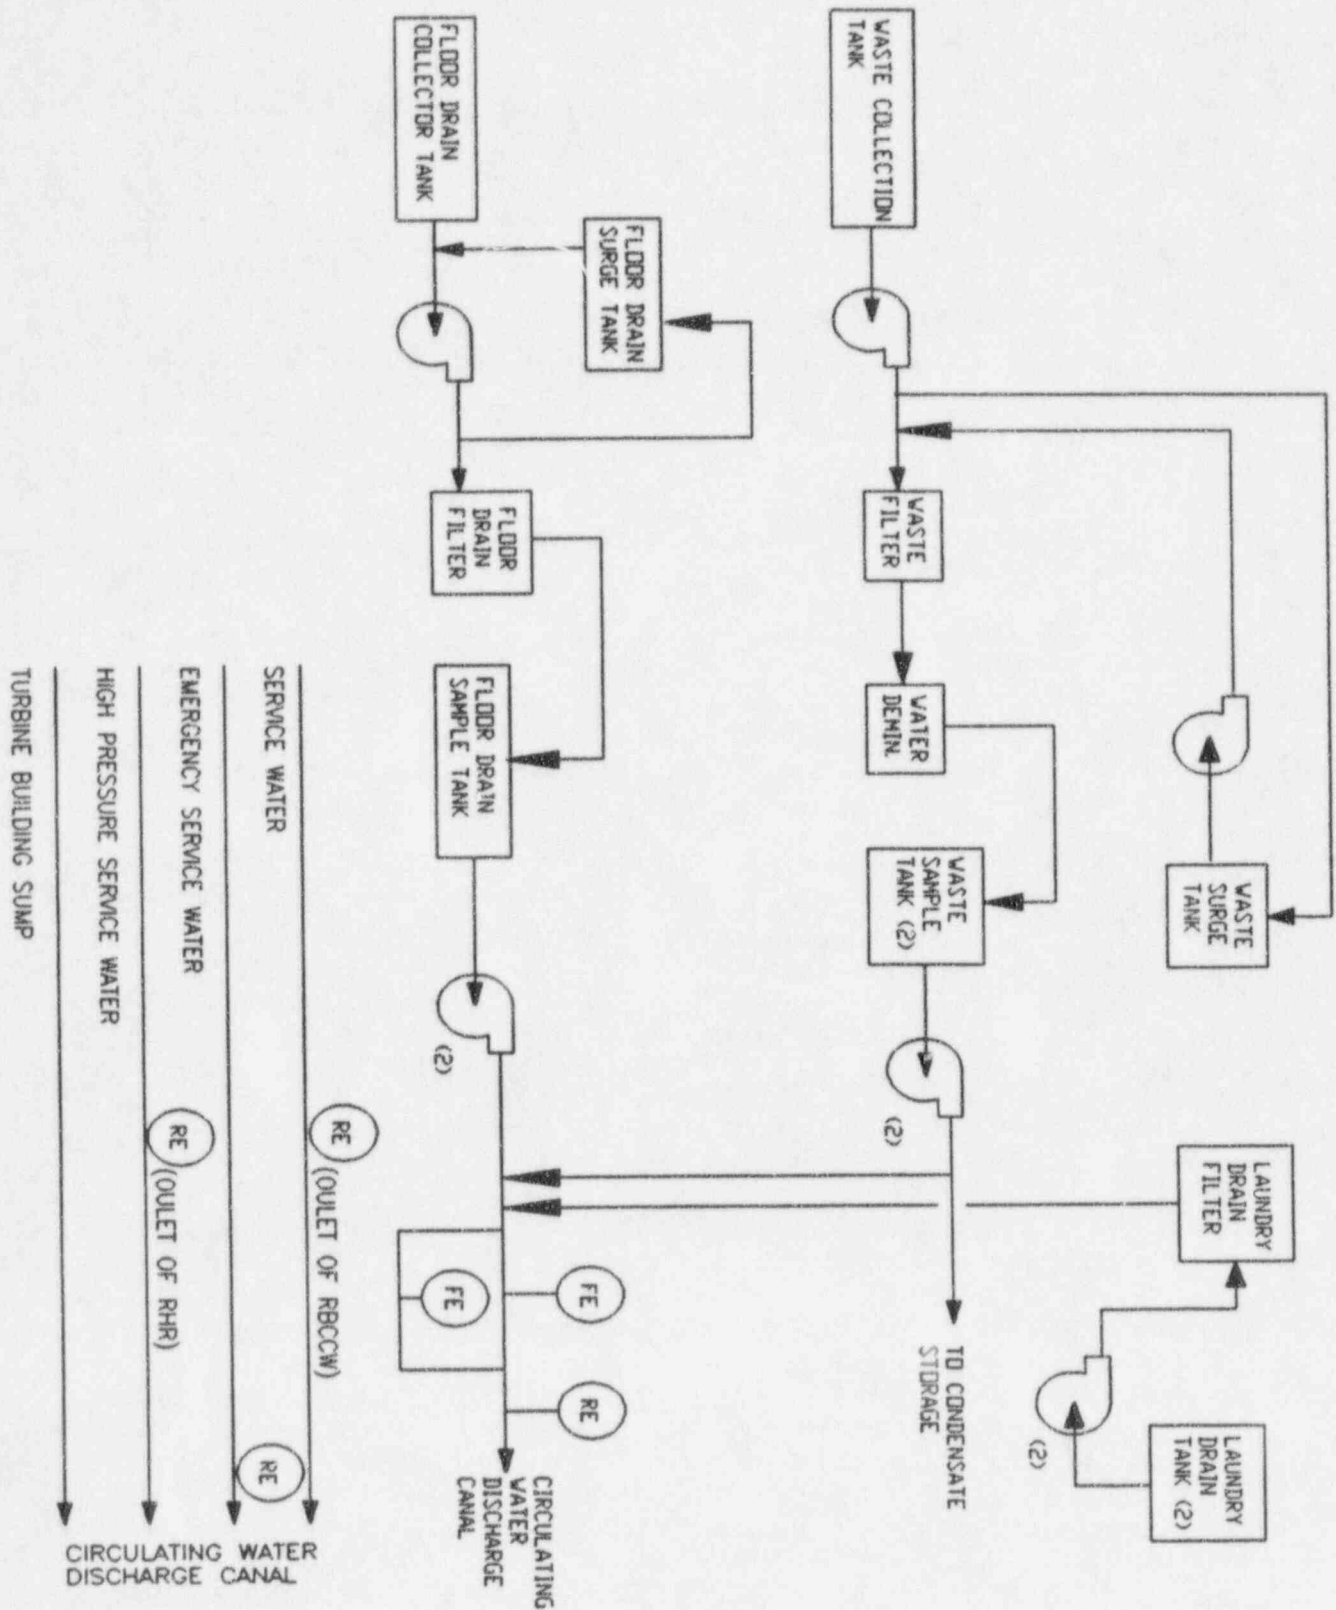 WASTE COLLECTION
TANK
WASTE
SURGE
TANK
LAUNDRY
DRAIN
FILTER
LAUNDRY
DRAIN
TANK (2)
(2)
WASTE
FILTER
WATER
DEMIN.
WASTE
SAMPLE
TANK (2)
(2)
TO CONDENSATE
STORAGE
FLOOR DRAIN
SURGE TANK
FLOOR DRAIN
COLLECTOR TANK
FLOOR
DRAIN
FILTER
FLOOR DRAIN
SAMPLE TANK
(2)
FE
RE
FE
CIRCULATING
WATER
DISCHARGE
CANAL
RE
(OULET OF RBCCW)
SERVICE WATER
RE
EMERGENCY SERVICE WATER
RE
(OULET OF RHR)
HIGH PRESSURE SERVICE WATER
TURBINE BUILDING SUMP
CIRCULATING WATER
DISCHARGE CANAL